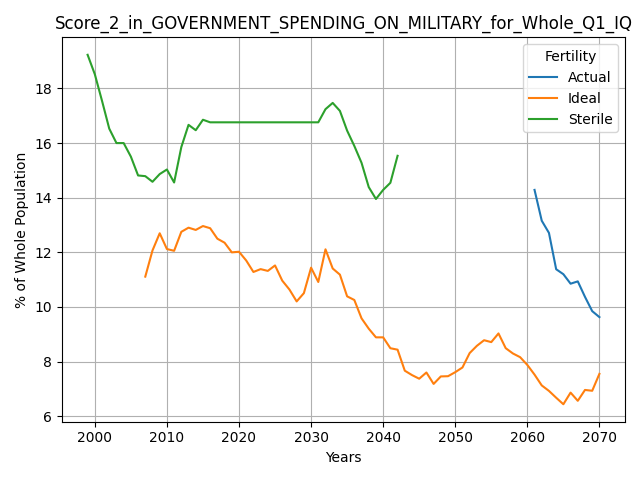 Score_2_in_GOVERNMENT_SPENDING_ON_MILITARY_for_Whole_Q1_IQ
Fertility
Actual
Ideal
Sterile
% of Whole Population
18
16
14
12
10
8
6
2000 2010 2020 2030 2040 2050 2060 2070
Years